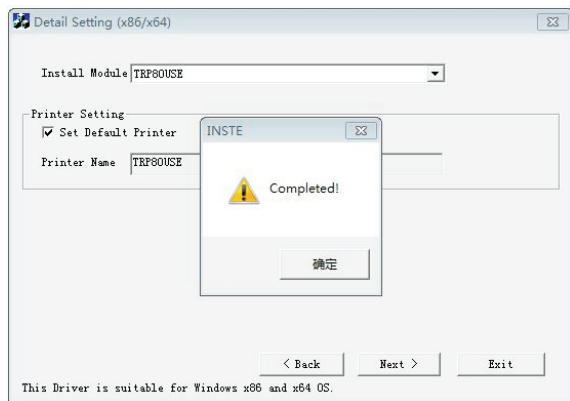 Detail Setting (x86/x64)
Install Module TRP80USE
Printer Setting
Set Default Printer
Printer Name TRP80USE
INSTE
Completed!
确定
< Back Next > Exit
This Driver is suitable for Windows x86 and x64 OS.